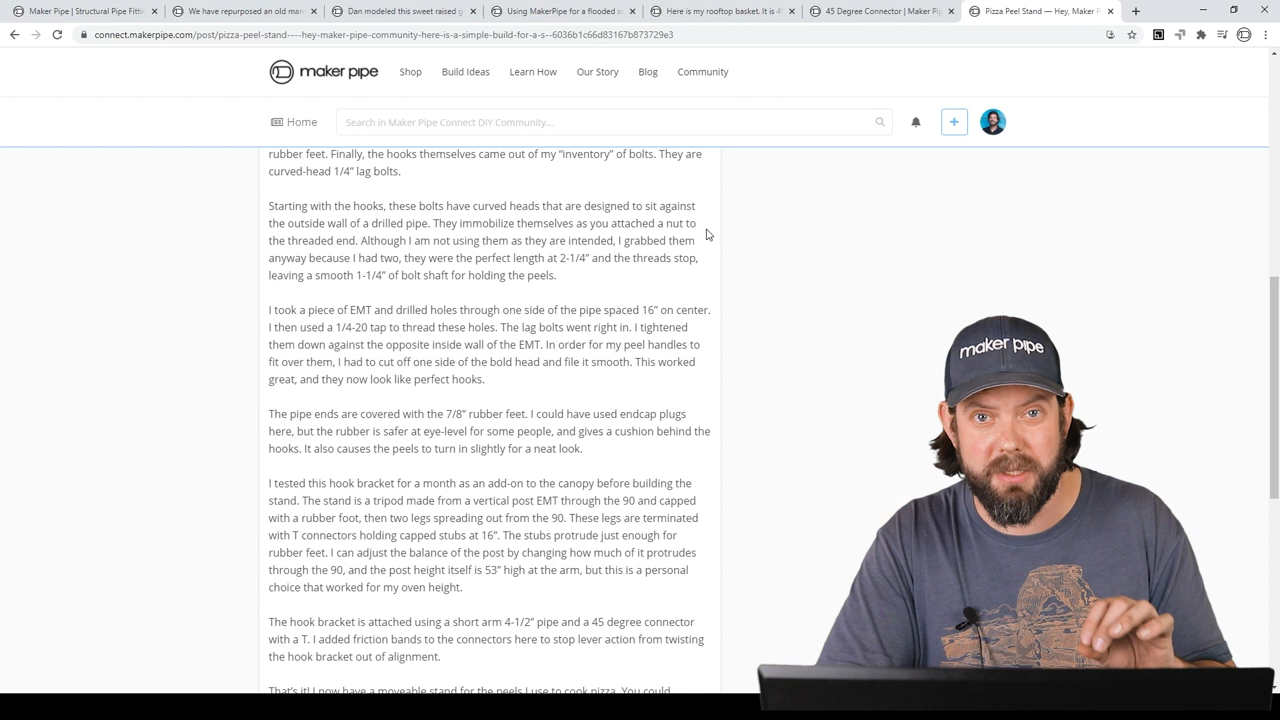 Maker Pipe | Structural Pipe Fitti
We have repurposed an old mar
Dan modeled this sweet raised g
Using MakerPipe for a flooded s
Here is my rooftop basket. It is 4
45 Degree Connector | Maker Pi
Pizza Peel Stand — Hey, Maker P
connect.makerpipe.com/post/pizza-peel-stand----hey-maker-pipe-community-here-is-a-simple-build-for-a-s--6036b1c66d83167b873729e3
maker pipe
Shop
Build Ideas
Learn How
Our Story
Blog
Community
Home
Search in Maker Pipe Connect DIY Community...
rubber feet. Finally, the hooks themselves came out of my “inventory” of bolts. They are
curved-head 1/4” lag bolts.
Starting with the hooks, these bolts have curved heads that are designed to sit against
the outside wall of a drilled pipe. They immobilize themselves as you attached a nut to
the threaded end. Although I am not using them as they are intended, I grabbed them
anyway because I had two, they were the perfect length at 2-1/4” and the threads stop,
leaving a smooth 1-1/4” of bolt shaft for holding the peels.
I took a piece of EMT and drilled holes through one side of the pipe spaced 16” on center.
I then used a 1/4-20 tap to thread these holes. The lag bolts went right in. I tightened
them down against the opposite inside wall of the EMT. In order for my peel handles to
fit over them, I had to cut off one side of the bold head and file it smooth. This worked
great, and they now look like perfect hooks.
The pipe ends are covered with the 7/8” rubber feet. I could have used endcap plugs
here, but the rubber is safer at eye-level for some people, and gives a cushion behind the
hooks. It also causes the peels to turn in slightly for a neat look.
I tested this hook bracket for a month as an add-on to the canopy before building the
stand. The stand is a tripod made from a vertical post EMT through the 90 and capped
with a rubber foot, then two legs spreading out from the 90. These legs are terminated
with T connectors holding capped stubs at 16”. The stubs protrude just enough for
rubber feet. I can adjust the balance of the post by changing how much of it protrudes
through the 90, and the post height itself is 53” high at the arm, but this is a personal
choice that worked for my oven height.
The hook bracket is attached using a short arm 4-1/2” pipe and a 45 degree connector
with a T. I added friction bands to the connectors here to stop lever action from twisting
the hook bracket out of alignment.
That’s it! I now have a moveable stand for the peels I use to cook pizza. You could
maker pipe